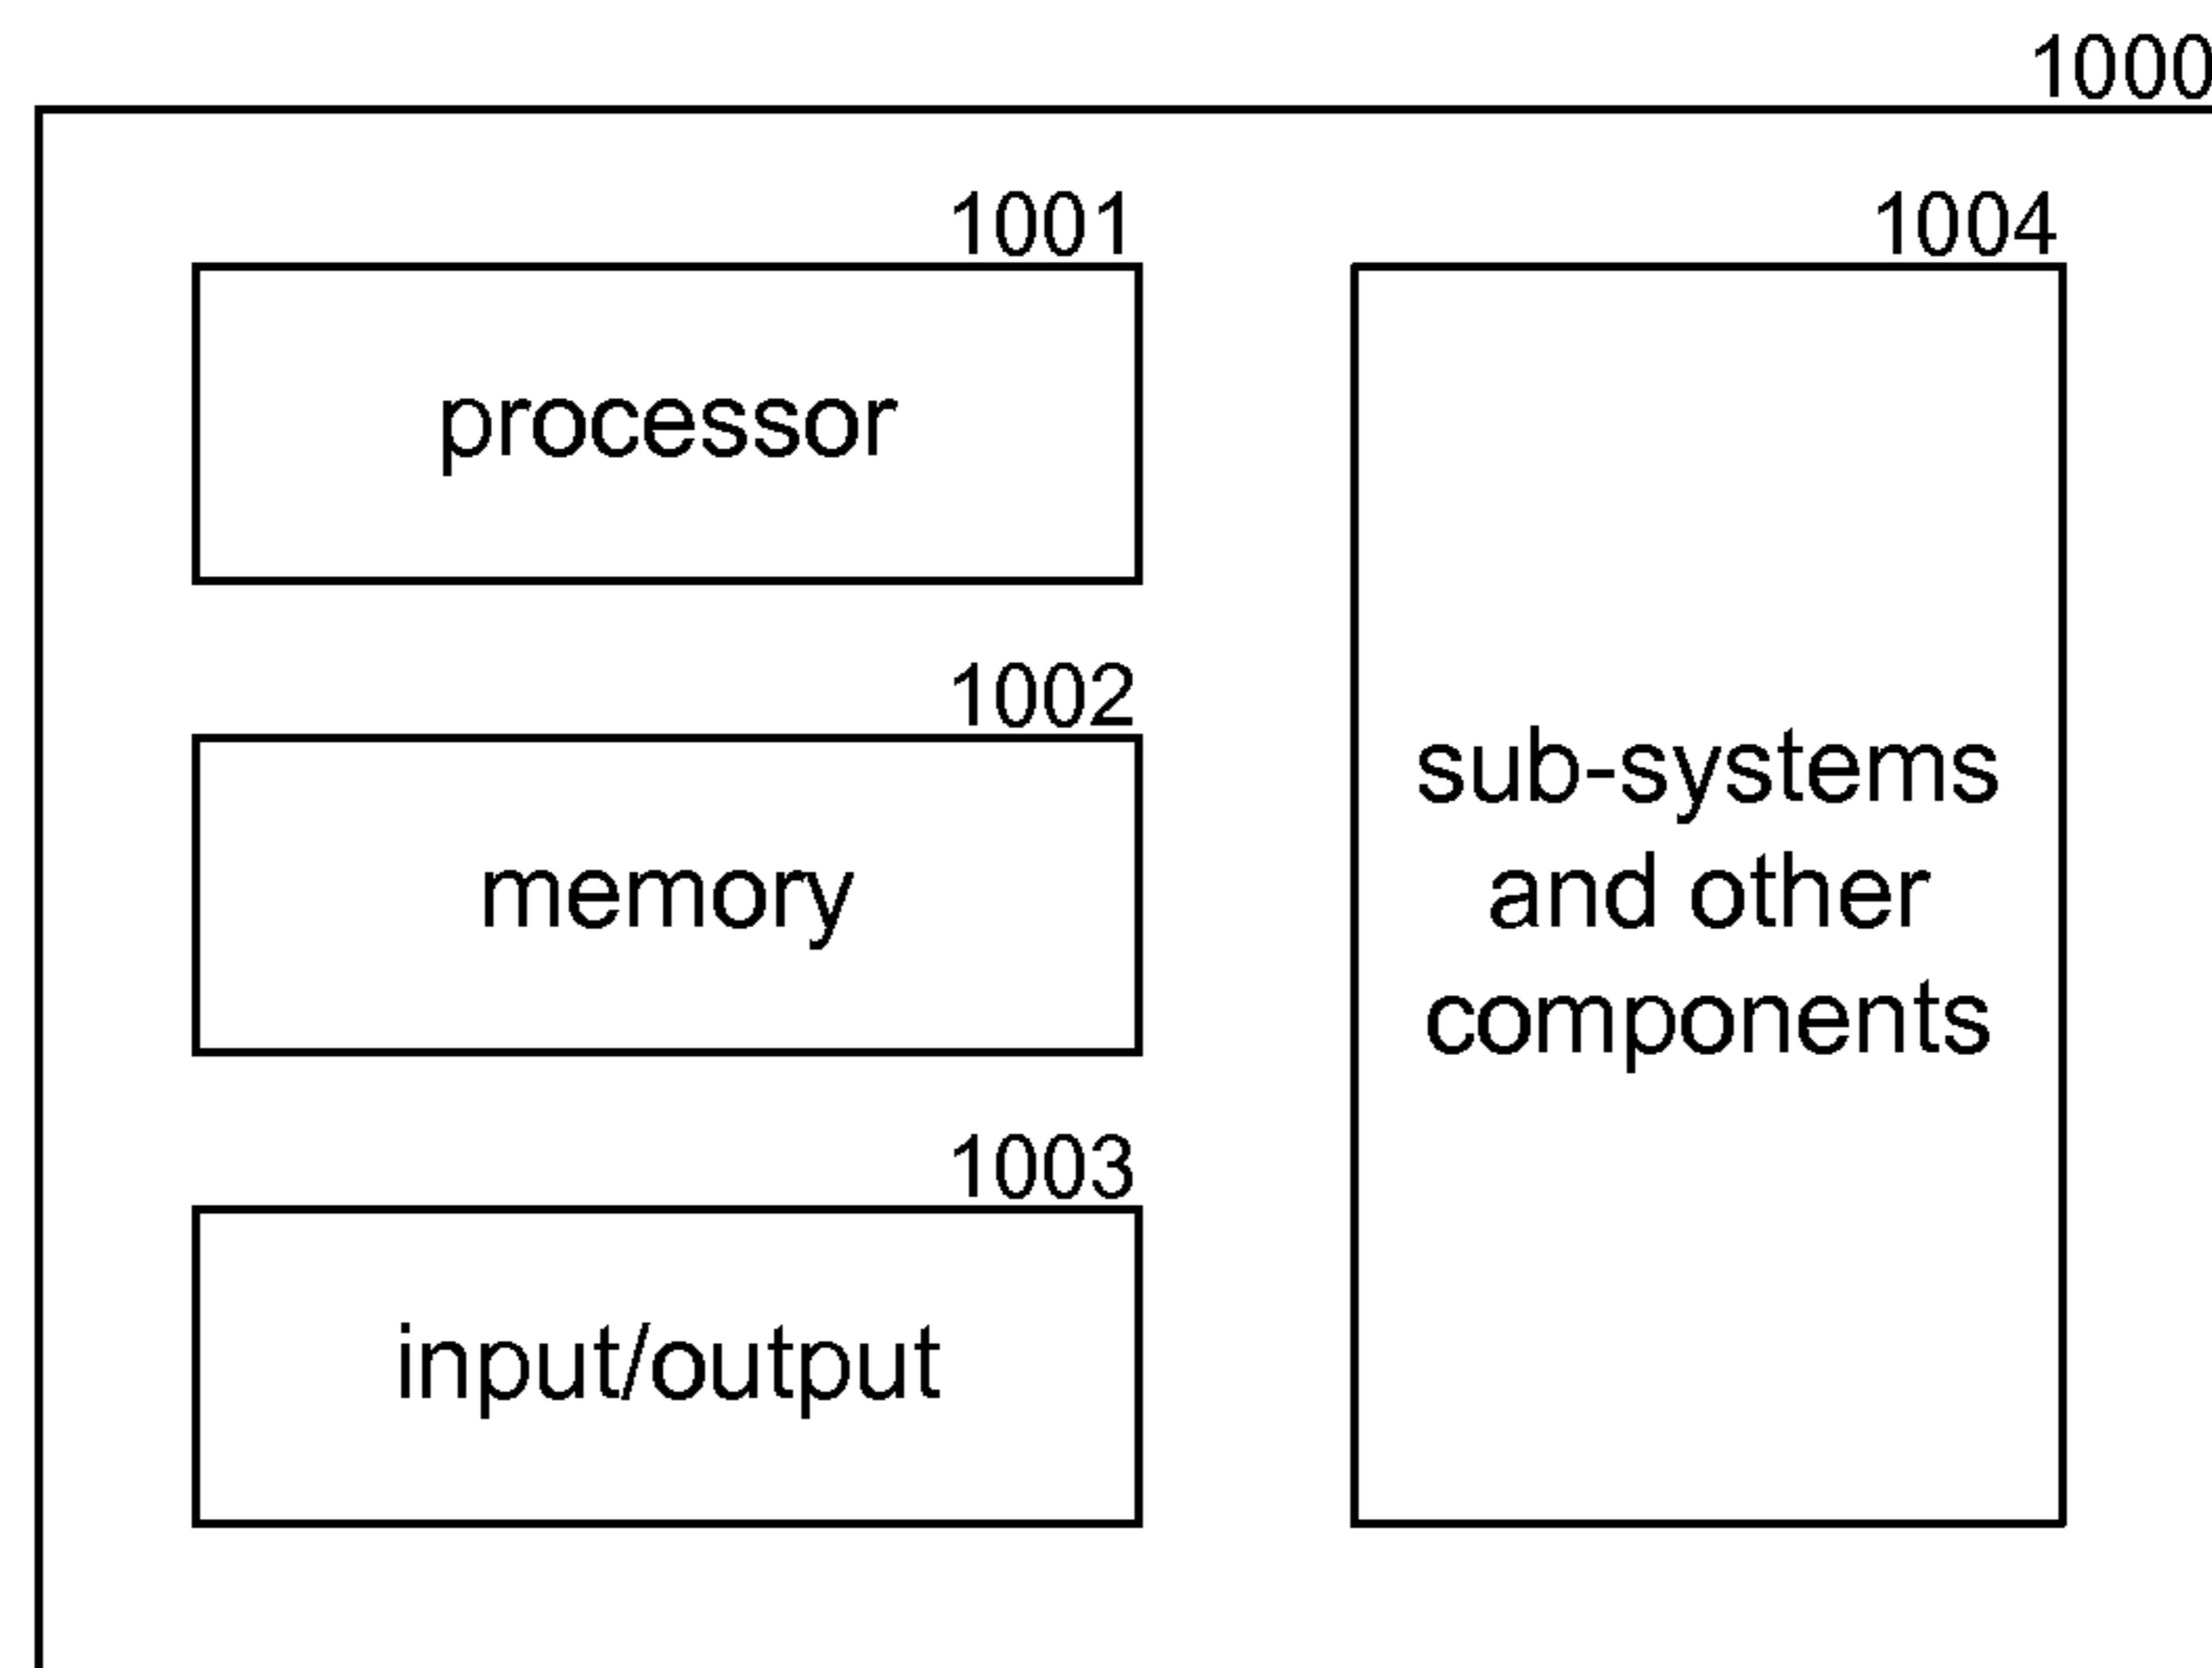 1000
1001
processor
1002
memory
1003
input/output
1004
sub-systems
and other
components